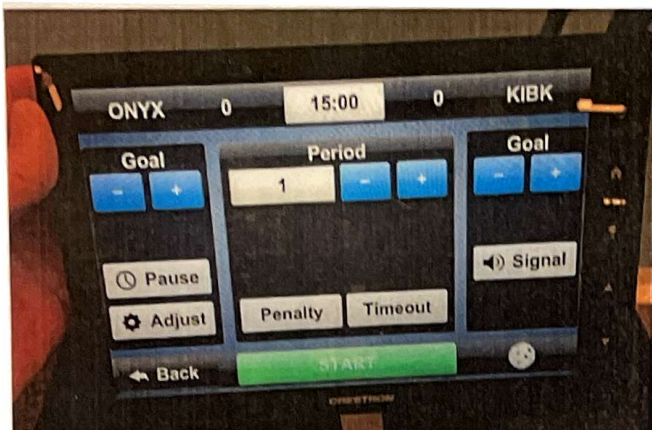 ONYX 0 15:00 0 KIBK
Goal Period Goal
- + 1 - + - +
Pause Signal
Adjust Penalty Timeout
Back START
CRESTRON